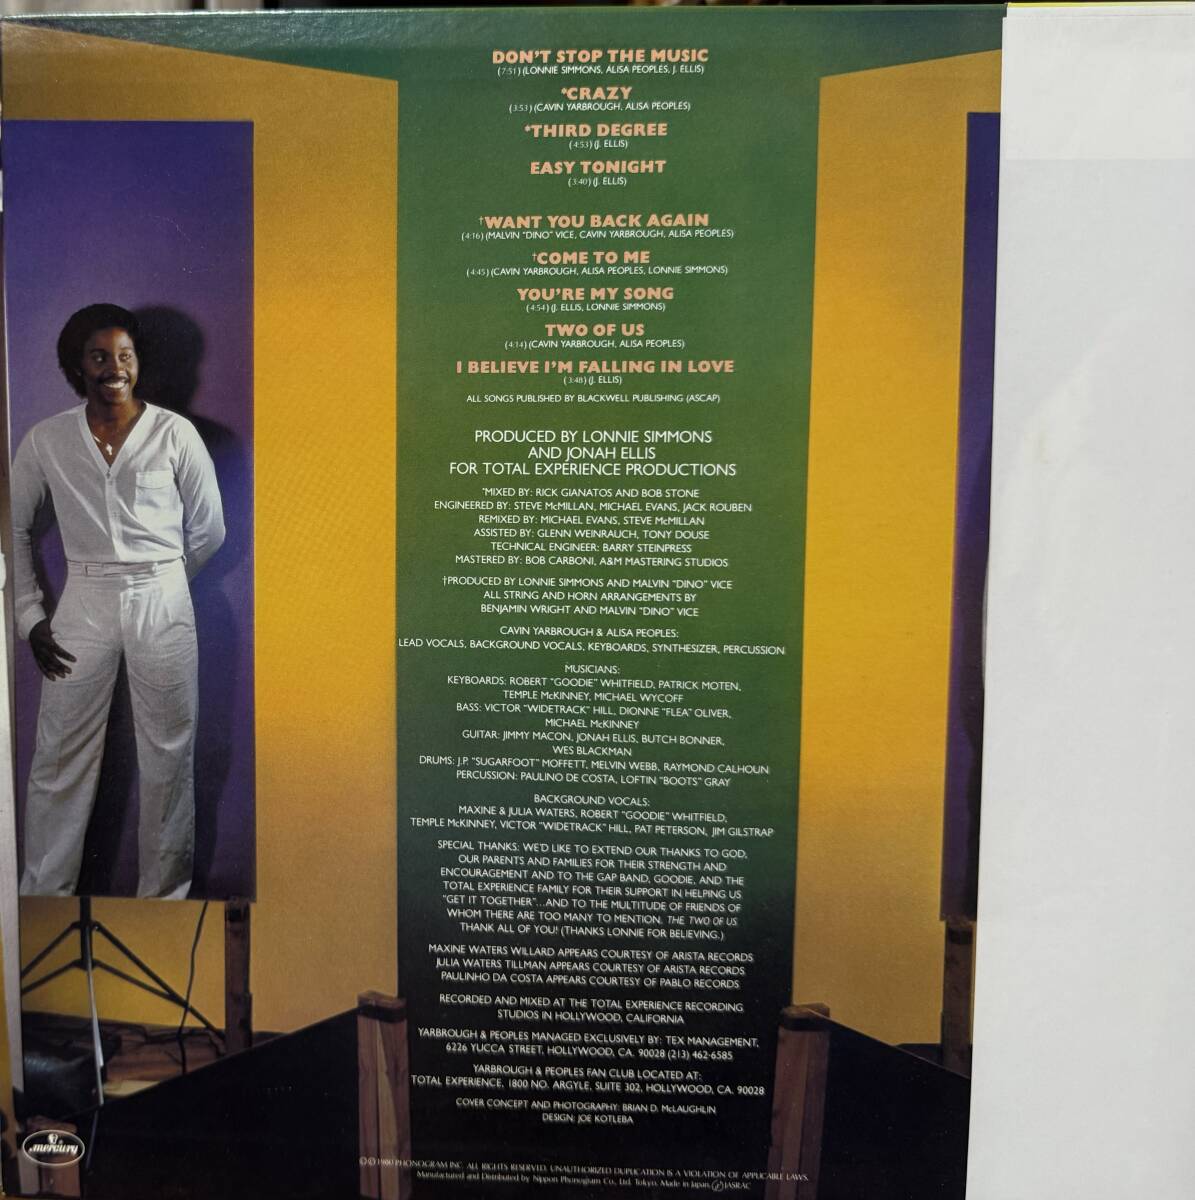 DON'T STOP THE MUSIC
(7:51) (LONNIE SIMMONS, ALISA PEOPLES, J. ELLIS)
*CRAZY
(3:53) (CAVIN YARBROUGH, ALISA PEOPLES)
*THIRD DEGREE
(4:53) (J. ELLIS)
EASY TONIGHT
(3:40) (J. ELLIS)
†WANT YOU BACK AGAIN
(4:16) (MALVIN "DINO" VICE, CAVIN YARBROUGH, ALISA PEOPLES)
†COME TO ME
(4:45) (CAVIN YARBROUGH, ALISA PEOPLES, LONNIE SIMMONS)
YOU'RE MY SONG
(4:54) (J. ELLIS, LONNIE SIMMONS)
TWO OF US
(4:14) (CAVIN YARBROUGH, ALISA PEOPLES)
I BELIEVE I'M FALLING IN LOVE
(3:48) (J. ELLIS)
ALL SONGS PUBLISHED BY BLACKWELL PUBLISHING (ASCAP)
PRODUCED BY LONNIE SIMMONS
AND JONAH ELLIS
FOR TOTAL EXPERIENCE PRODUCTIONS
*MIXED BY: RICK GIANATOS AND BOB STONE
ENGINEERED BY: STEVE McMILLAN, MICHAEL EVANS, JACK ROUBEN
REMIXED BY: MICHAEL EVANS, STEVE McMILLAN
ASSISTED BY: GLENN WEINRAUCH, TONY DOUSE
TECHNICAL ENGINEER: BARRY STEINPRESS
MASTERED BY: BOB CARBONI, A&M MASTERING STUDIOS
†PRODUCED BY LONNIE SIMMONS AND MALVIN "DINO" VICE
ALL STRING AND HORN ARRANGEMENTS BY
BENJAMIN WRIGHT AND MALVIN "DINO" VICE
CAVIN YARBROUGH & ALISA PEOPLES:
LEAD VOCALS, BACKGROUND VOCALS, KEYBOARDS, SYNTHESIZER, PERCUSSION
MUSICIANS:
KEYBOARDS: ROBERT "GOODIE" WHITFIELD, PATRICK MOTEN,
TEMPLE McKINNEY, MICHAEL WYCOFF
BASS: VICTOR "WIDETRACK" HILL, DIONNE "FLEA" OLIVER,
MICHAEL McKINNEY
GUITAR: JIMMY MACON, JONAH ELLIS, BUTCH BONNER,
WES BLACKMAN
DRUMS: J.P. "SUGARFOOT" MOFFETT, MELVIN WEBB, RAYMOND CALHOUN
PERCUSSION: PAULINO DE COSTA, LOFTIN "BOOTS" GRAY
BACKGROUND VOCALS:
MAXINE & JULIA WATERS, ROBERT "GOODIE" WHITFIELD,
TEMPLE McKINNEY, VICTOR "WIDETRACK" HILL, PAT PETERSON, JIM GILSTRAP
SPECIAL THANKS: WE'D LIKE TO EXTEND OUR THANKS TO GOD,
OUR PARENTS AND FAMILIES FOR THEIR STRENGTH AND
ENCOURAGEMENT AND TO THE GAP BAND, GOODIE, AND THE
TOTAL EXPERIENCE FAMILY FOR THEIR SUPPORT IN HELPING US
"GET IT TOGETHER"...AND TO THE MULTITUDE OF FRIENDS OF
WHOM THERE ARE TOO MANY TO MENTION, THE TWO OF US
THANK ALL OF YOU! (THANKS LONNIE FOR BELIEVING.)
MAXINE WATERS WILLARD APPEARS COURTESY OF ARISTA RECORDS
JULIA WATERS TILLMAN APPEARS COURTESY OF ARISTA RECORDS
PAULINHO DA COSTA APPEARS COURTESY OF PABLO RECORDS
RECORDED AND MIXED AT THE TOTAL EXPERIENCE RECORDING
STUDIOS IN HOLLYWOOD, CALIFORNIA
YARBROUGH & PEOPLES MANAGED EXCLUSIVELY BY: TEX MANAGEMENT,
6226 YUCCA STREET, HOLLYWOOD, CA. 90028 (213) 462-6585
YARBROUGH & PEOPLES FAN CLUB LOCATED AT:
TOTAL EXPERIENCE, 1800 NO. ARGYLE, SUITE 302, HOLLYWOOD, CA. 90028
COVER CONCEPT AND PHOTOGRAPHY: BRIAN D. McLAUGHLIN
DESIGN: JOE KOTLEBA
mercury
℗ © 1980 PHONOGRAM INC. ALL RIGHTS RESERVED. UNAUTHORIZED DUPLICATION IS A VIOLATION OF APPLICABLE LAWS.
Manufactured and Distributed by Nippon Phonogram Co., Ltd. Tokyo. Made in Japan. JASRAC